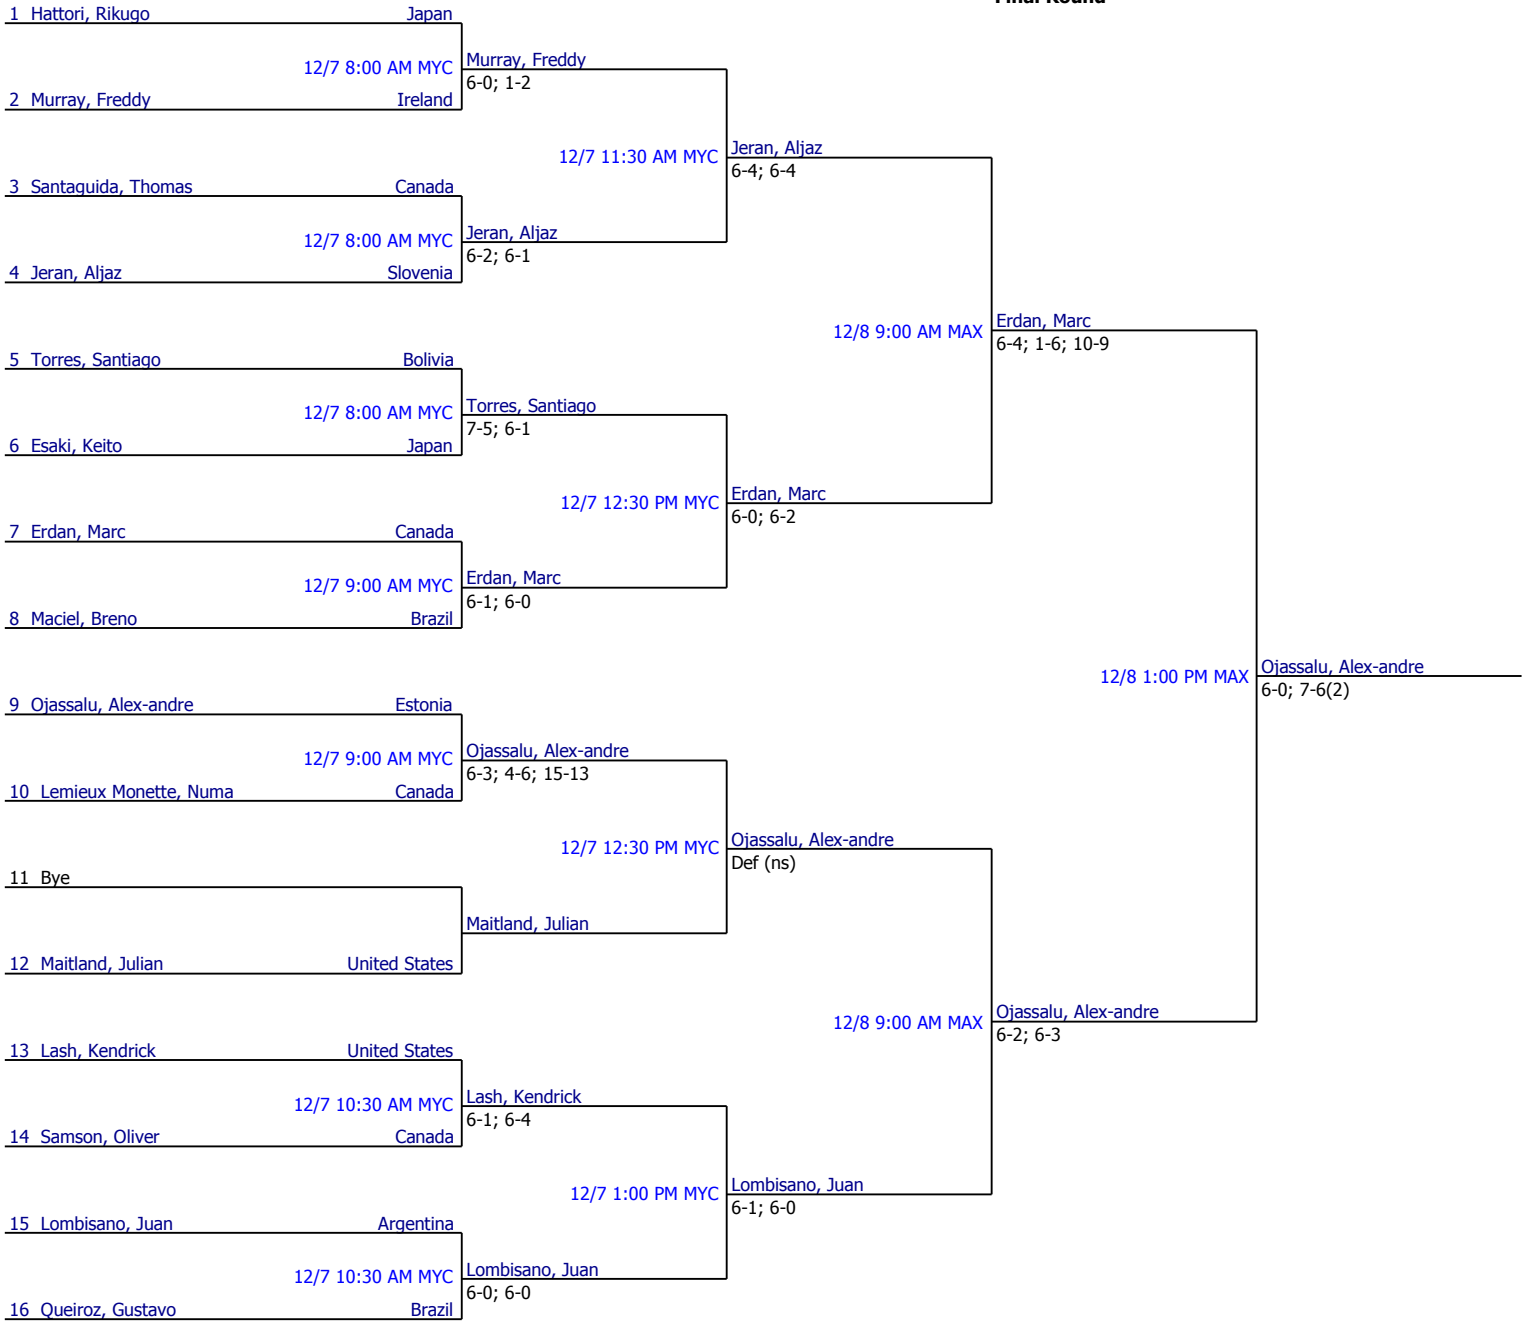 Final Round
1 Hattori, Rikugo Japan
12/7 8:00 AM MYC
Murray, Freddy
6-0; 1-2
2 Murray, Freddy Ireland
12/7 11:30 AM MYC
Jeran, Aljaz
6-4; 6-4
3 Santaguida, Thomas Canada
12/7 8:00 AM MYC
Jeran, Aljaz
6-2; 6-1
4 Jeran, Aljaz Slovenia
12/8 9:00 AM MAX
Erdan, Marc
6-4; 1-6; 10-9
5 Torres, Santiago Bolivia
12/7 8:00 AM MYC
Torres, Santiago
7-5; 6-1
6 Esaki, Keito Japan
12/7 12:30 PM MYC
Erdan, Marc
6-0; 6-2
7 Erdan, Marc Canada
12/7 9:00 AM MYC
Erdan, Marc
6-1; 6-0
8 Maciel, Breno Brazil
12/8 1:00 PM MAX
Ojassalu, Alex-andre
6-0; 7-6(2)
9 Ojassalu, Alex-andre Estonia
12/7 9:00 AM MYC
Ojassalu, Alex-andre
6-3; 4-6; 15-13
10 Lemieux Monette, Numa Canada
12/7 12:30 PM MYC
Ojassalu, Alex-andre
Def (ns)
11 Bye
Maitland, Julian
12 Maitland, Julian United States
12/8 9:00 AM MAX
Ojassalu, Alex-andre
6-2; 6-3
13 Lash, Kendrick United States
12/7 10:30 AM MYC
Lash, Kendrick
6-1; 6-4
14 Samson, Oliver Canada
12/7 1:00 PM MYC
Lombisano, Juan
6-1; 6-0
15 Lombisano, Juan Argentina
12/7 10:30 AM MYC
Lombisano, Juan
6-0; 6-0
16 Queiroz, Gustavo Brazil